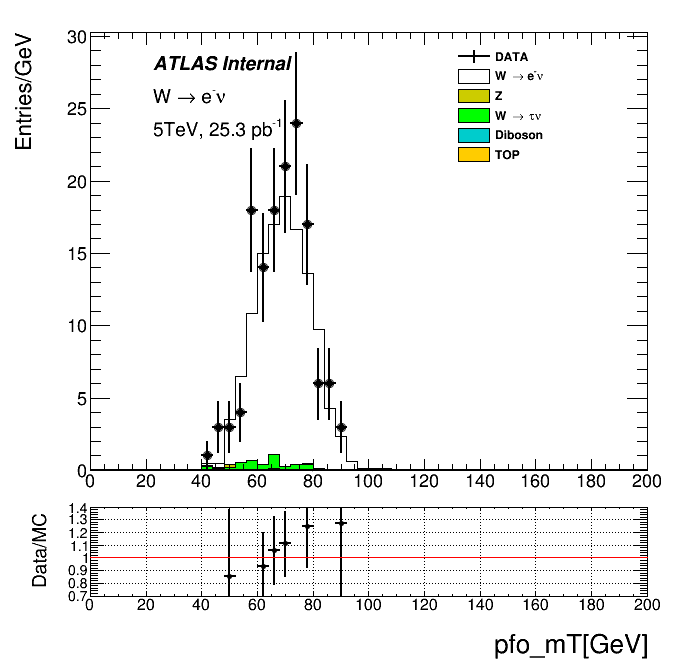 Entries/GeV
30
25
20
15
10
5
0
ATLAS Internal
W → e⁻ν
5TeV, 25.3 pb⁻¹
DATA
W → e⁻ν
Z
W → τν
Diboson
TOP
0 20 40 60 80 100 120 140 160 180 200
Data/MC
1.4
1.3
1.2
1.1
1
0.9
0.8
0.7
0 20 40 60 80 100 120 140 160 180 200
pfo_mT[GeV]